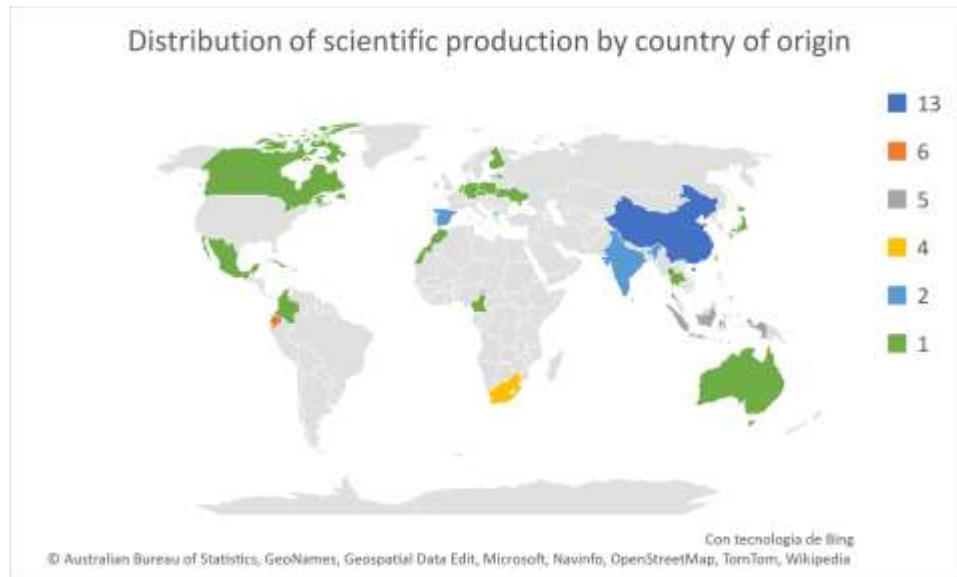 Distribution of scientific production by country of origin
13
6
5
4
2
1
Con tecnología de Bing
© Australian Bureau of Statistics, GeoNames, Geospatial Data Edit, Microsoft, Navinfo, OpenStreetMap, TomTom, Wikipedia